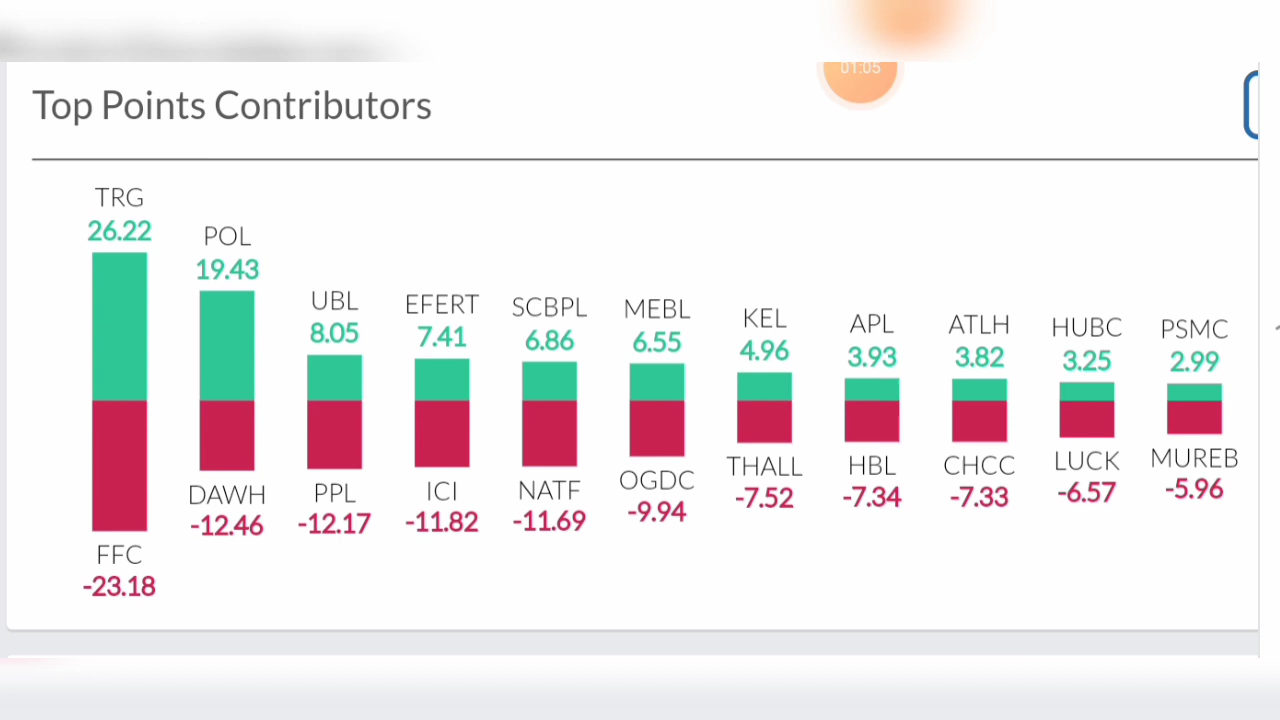 01:05
Top Points Contributors
TRG
26.22
POL
19.43
UBL
8.05
EFERT
7.41
SCBPL
6.86
MEBL
6.55
KEL
4.96
APL
3.93
ATLH
3.82
HUBC
3.25
PSMC
2.99
FFC
-23.18
DAWH
-12.46
PPL
-12.17
ICI
-11.82
NATF
-11.69
OGDC
-9.94
THALL
-7.52
HBL
-7.34
CHCC
-7.33
LUCK
-6.57
MUREB
-5.96